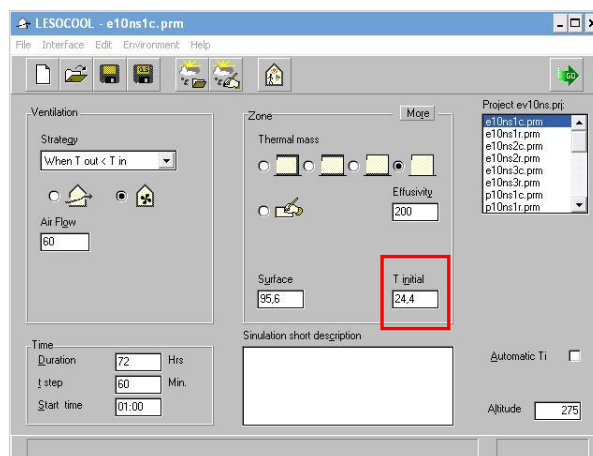 LESOCOOL - e10ns1c.prm
File Interface Edit Environment Help
GO
Ventilation
Strategy
When T out < T in
Air Flow
60
Zone
More
Thermal mass
Effusivity
200
Surface
95,6
T initial
24,4
Project ev10ns.prj:
e10ns1c.prm
e10ns1r.prm
e10ns2c.prm
e10ns2r.prm
e10ns3c.prm
e10ns3r.prm
p10ns1c.prm
p10ns1r.prm
Time
Duration 72 Hrs
t step 60 Min.
Start time 01:00
Simulation short description
Automatic Ti
Altitude 275